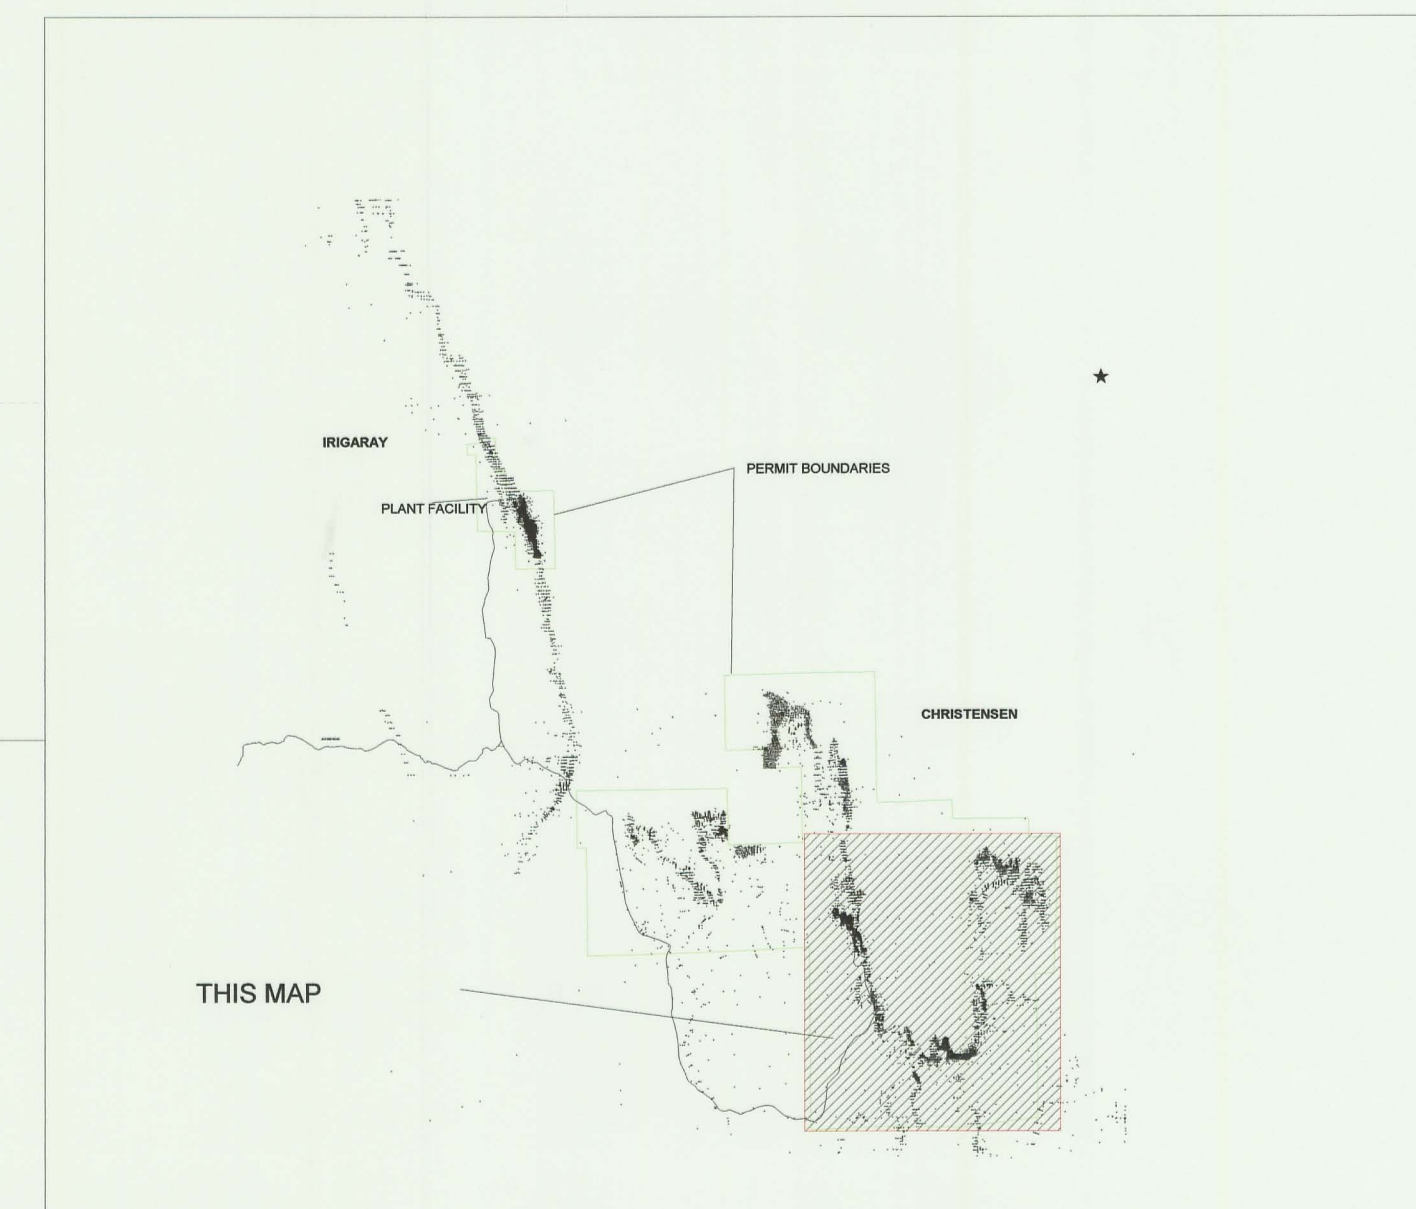 IRIGARAY
PERMIT BOUNDARIES
PLANT FACILITY
CHRISTENSEN
THIS MAP